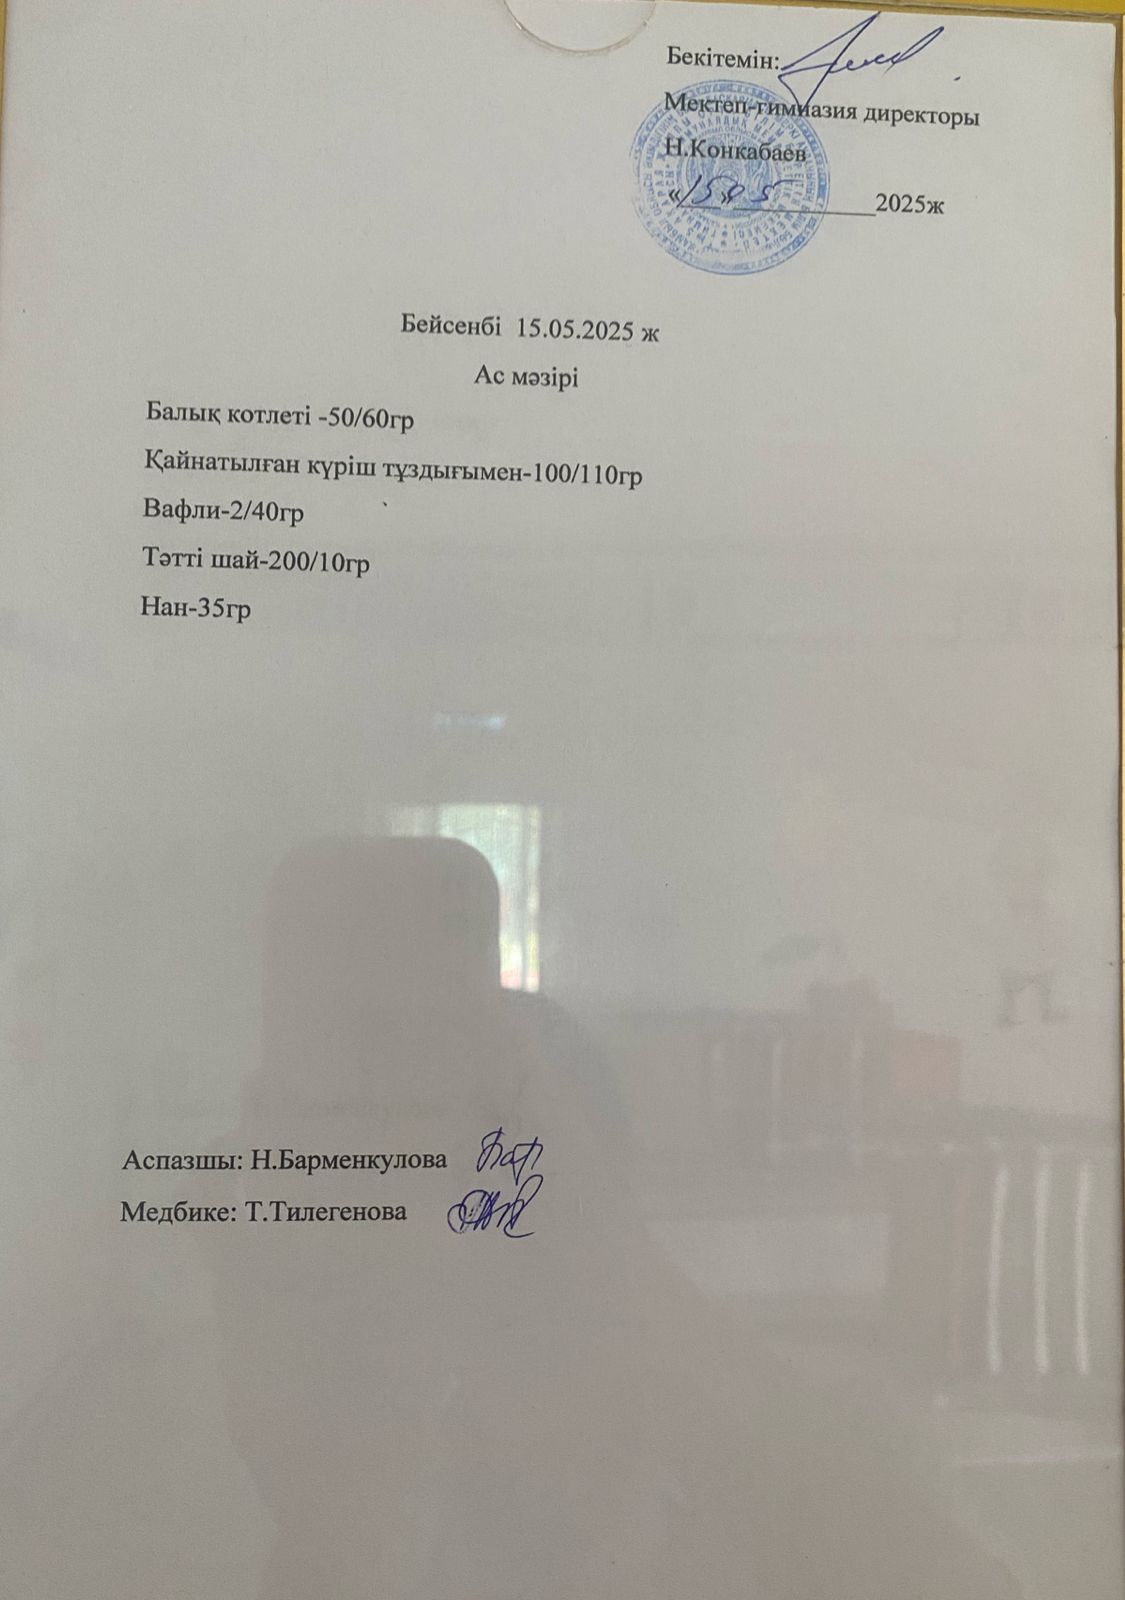 Бекітемін:
Мектеп-гимназия директоры
Н.Конкабаев
«15» 05 2025ж
Бейсенбі 15.05.2025 ж
Ас мәзірі
Балық котлеті -50/60гр
Қайнатылған күріш тұздығымен-100/110гр
Вафли-2/40гр
Тәтті шай-200/10гр
Нан-35гр
Аспазшы: Н.Барменкулова
Медбике: Т.Тилегенова